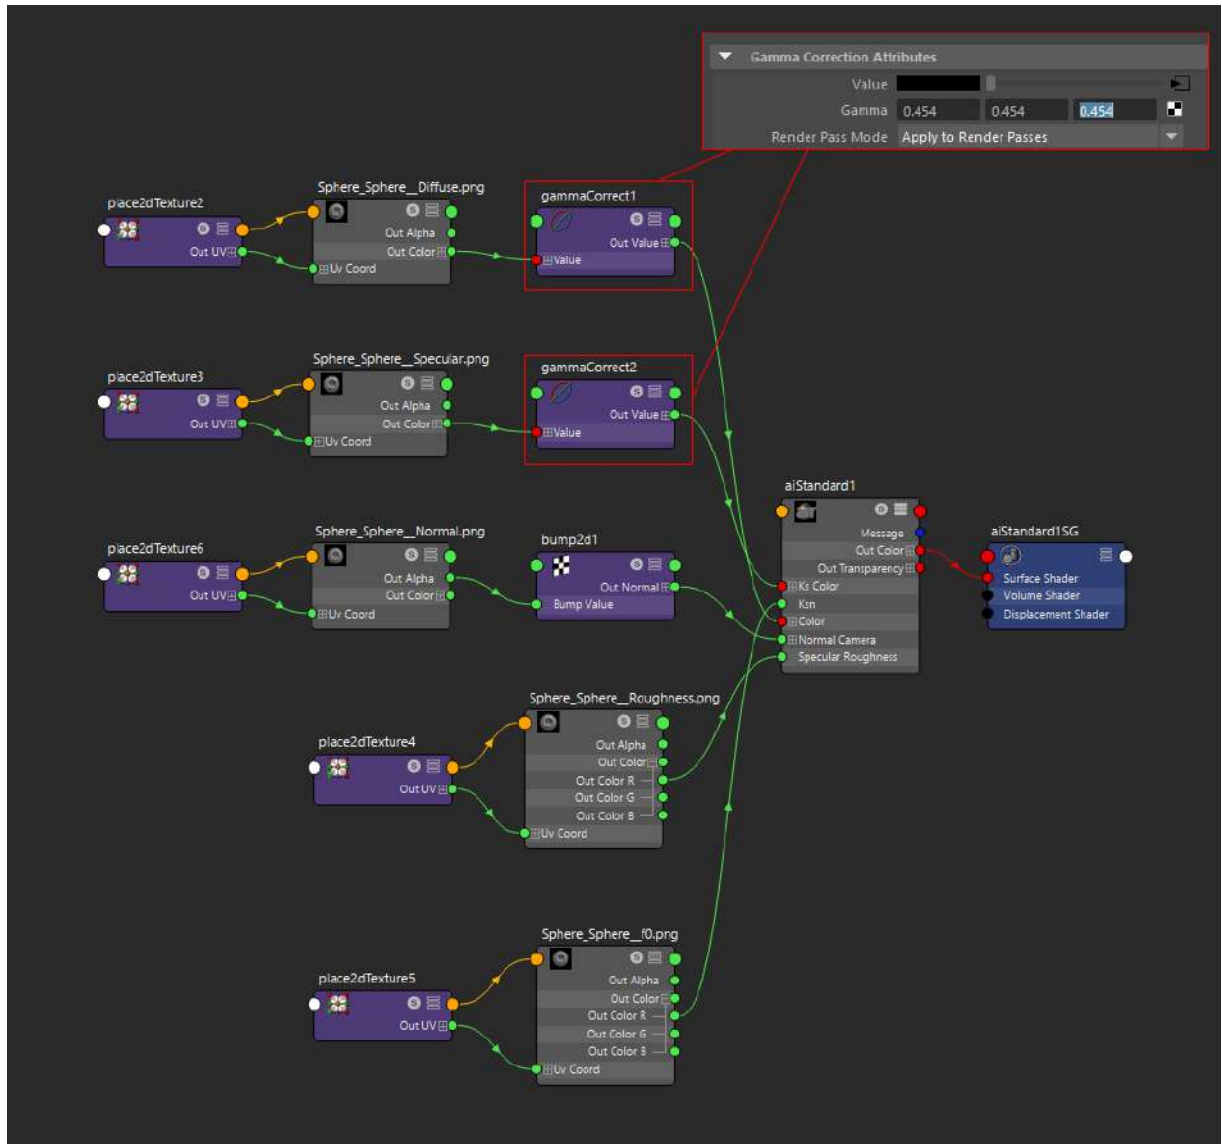 Gamma Correction Attributes
Value
Gamma 0.454 0.454 0.454
Render Pass Mode Apply to Render Passes
place2dTexture2
Out UV
Sphere_Sphere__Diffuse.png
Out Alpha
Out Color
Uv Coord
gammaCorrect1
Out Value
Value
place2dTexture3
Out UV
Sphere_Sphere__Specular.png
Out Alpha
Out Color
Uv Coord
gammaCorrect2
Out Value
Value
place2dTexture6
Out UV
Sphere_Sphere__Normal.png
Out Alpha
Out Color
Uv Coord
bump2d1
Out Normal
Bump Value
aiStandard1
Message
Out Color
Out Transparency
Ks Color
Ksn
Color
Normal Camera
Specular Roughness
aiStandard1SG
Surface Shader
Volume Shader
Displacement Shader
place2dTexture4
Out UV
Sphere_Sphere__Roughness.png
Out Alpha
Out Color
Out Color R
Out Color G
Out Color B
Uv Coord
place2dTexture5
Out UV
Sphere_Sphere__f0.png
Out Alpha
Out Color
Out Color R
Out Color G
Out Color B
Uv Coord